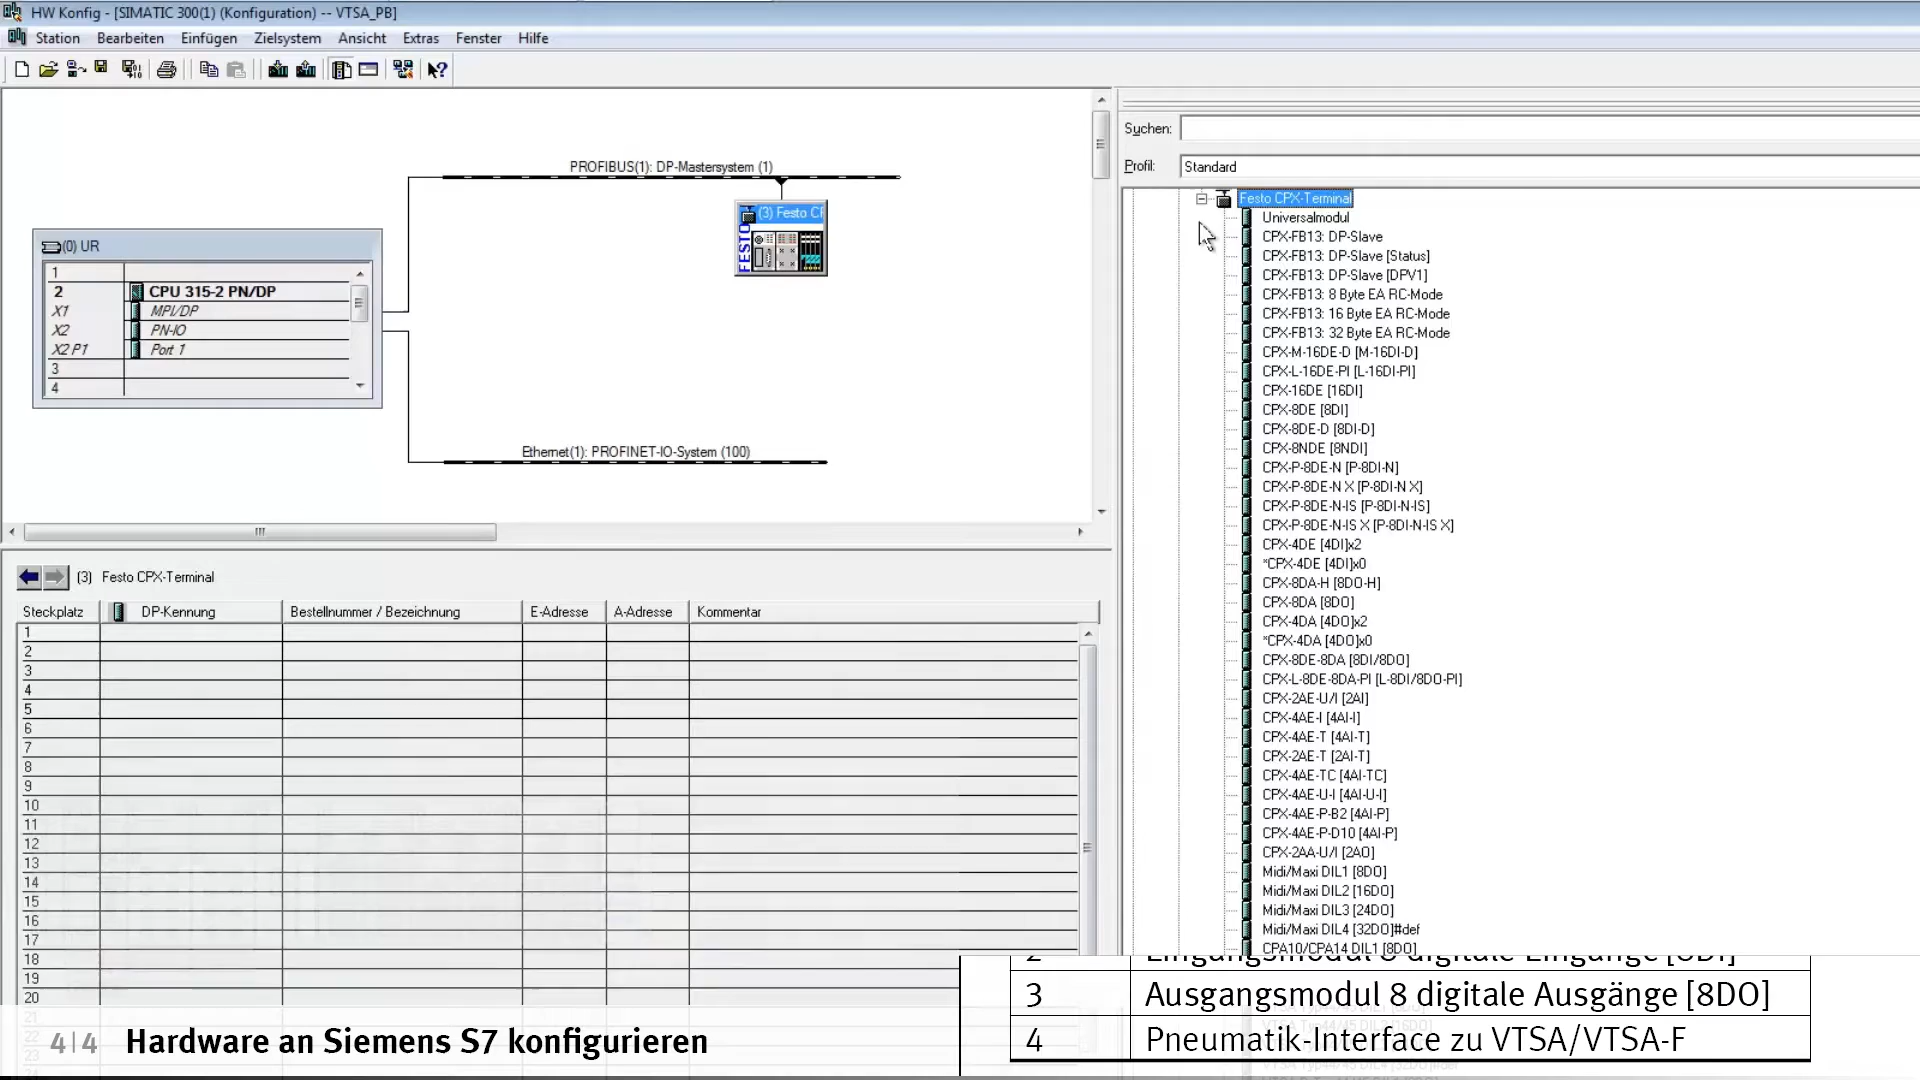 HW Konfig - [SIMATIC 300(1) (Konfiguration) -- VTSA_PB]
Station Bearbeiten Einfügen Zielsystem Ansicht Extras Fenster Hilfe
PROFIBUS(1): DP-Mastersystem (1)
(3) Festo CF
FESTO
(0) UR
1
2 CPU 315-2 PN/DP
X1 MPI/DP
X2 PN-IO
X2 P1 Port 1
3
4
Ethernet(1): PROFINET-IO-System (100)
Suchen:
Profil: Standard
Festo CPX-Terminal
Universalmodul
CPX-FB13: DP-Slave
CPX-FB13: DP-Slave [Status]
CPX-FB13: DP-Slave [DPV1]
CPX-FB13: 8 Byte EA RC-Mode
CPX-FB13: 16 Byte EA RC-Mode
CPX-FB13: 32 Byte EA RC-Mode
CPX-M-16DE-D [M-16DI-D]
CPX-L-16DE-PI [L-16DI-PI]
CPX-16DE [16DI]
CPX-8DE [8DI]
CPX-8DE-D [8DI-D]
CPX-8NDE [8NDI]
CPX-P-8DE-N [P-8DI-N]
CPX-P-8DE-N X [P-8DI-N X]
CPX-P-8DE-N-IS [P-8DI-N-IS]
CPX-P-8DE-N-IS X [P-8DI-N-IS X]
CPX-4DE [4DI]x2
*CPX-4DE [4DI]x0
CPX-8DA-H [8DO-H]
CPX-8DA [8DO]
CPX-4DA [4DO]x2
*CPX-4DA [4DO]x0
CPX-8DE-8DA [8DI/8DO]
CPX-L-8DE-8DA-PI [L-8DI/8DO-PI]
CPX-2AE-U/I [2AI]
CPX-4AE-I [4AI-I]
CPX-4AE-T [4AI-T]
CPX-2AE-T [2AI-T]
CPX-4AE-TC [4AI-TC]
CPX-4AE-U-I [4AI-U-I]
CPX-4AE-P-B2 [4AI-P]
CPX-4AE-P-D10 [4AI-P]
CPX-2AA-U/I [2AO]
Midi/Maxi DIL1 [8DO]
Midi/Maxi DIL2 [16DO]
Midi/Maxi DIL3 [24DO]
Midi/Maxi DIL4 [32DO]#def
CPA10/CPA14 DIL1 [8DO]
(3) Festo CPX-Terminal
Steckplatz DP-Kennung Bestellnummer / Bezeichnung E-Adresse A-Adresse Kommentar
1
2
3
4
5
6
7
8
9
10
11
12
13
14
15
16
17
18
19
20
21
22
23
24
2 Eingangsmodul 8 digitale Eingänge [8DI]
3 Ausgangsmodul 8 digitale Ausgänge [8DO]
4 Pneumatik-Interface zu VTSA/VTSA-F
4|4 Hardware an Siemens S7 konfigurieren